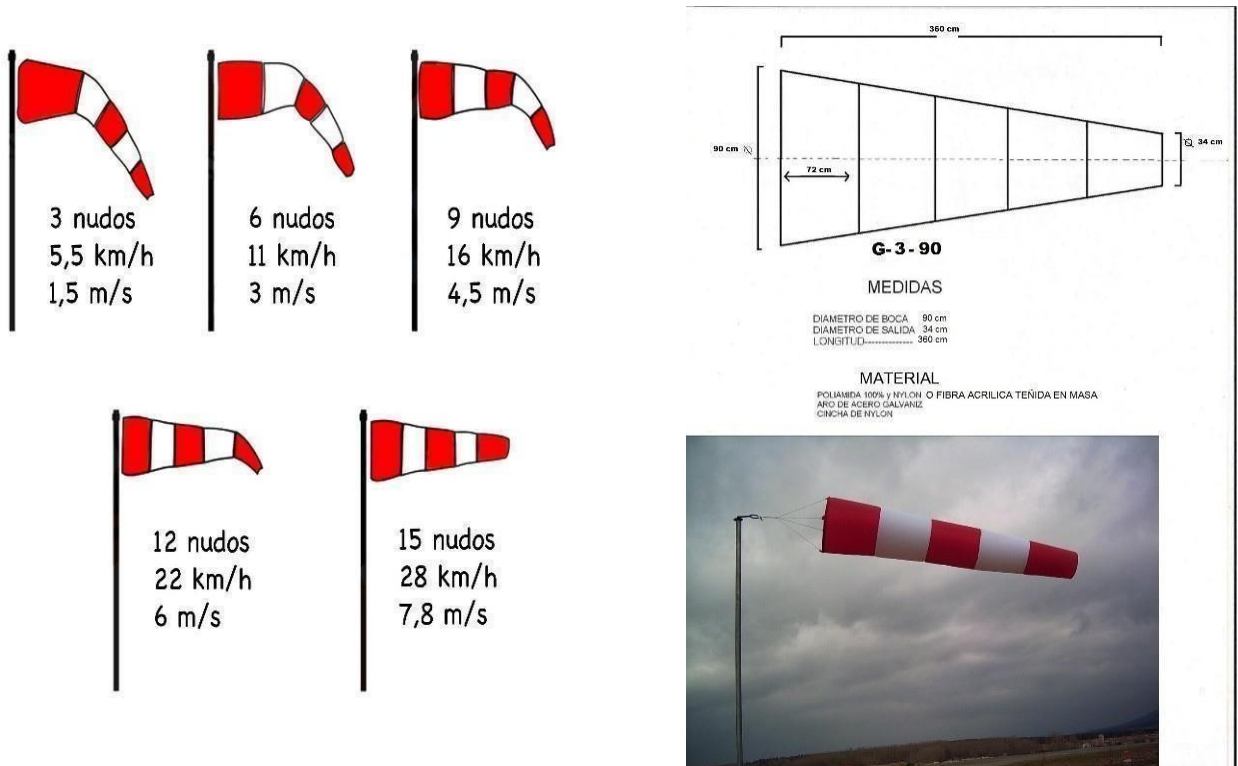 3 nudos
5,5 km/h
1,5 m/s
6 nudos
11 km/h
3 m/s
9 nudos
16 km/h
4,5 m/s
12 nudos
22 km/h
6 m/s
15 nudos
28 km/h
7,8 m/s
360 cm
90 cm
72 cm
34 cm
G-3-90
MEDIDAS
DIAMETRO DE BOCA 90 cm
DIAMETRO DE SALIDA 34 cm
LONGITUD-------------- 360 cm
MATERIAL
POLIAMIDA 100% y NYLON O FIBRA ACRILICA TEÑIDA EN MASA
ARO DE ACERO GALVANIZ
CINCHA DE NYLON